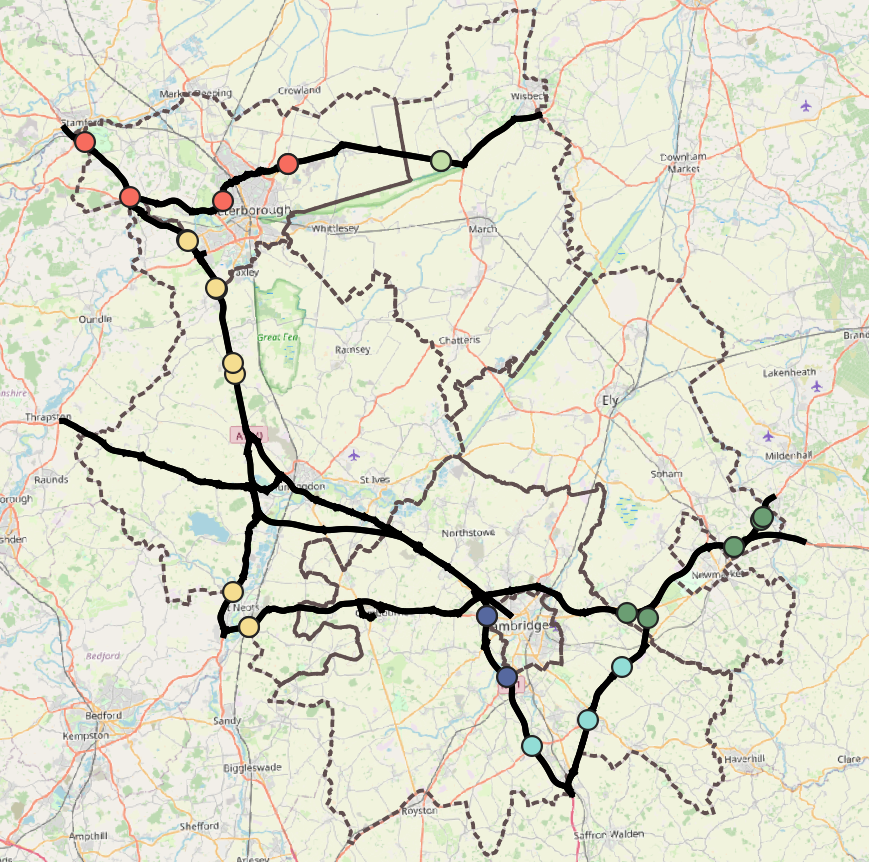 Market Deeping
Crowland
Wisbech
Stamford
Downham
Market
Peterborough
Whittlesey
March
Yaxley
Oundle
Great Fen
Ramsey
Chatteris
Lakenheath
Ely
Thrapston
Mildenhall
Raunds
St Ives
Soham
Northstowe
Newmarket
St Neots
Cambridge
Redford
Bedford
Kempston
Sandy
Biggleswade
Haverhill
Clare
Royston
Ampthill
Shefford
Saffron Walden
Arlesey